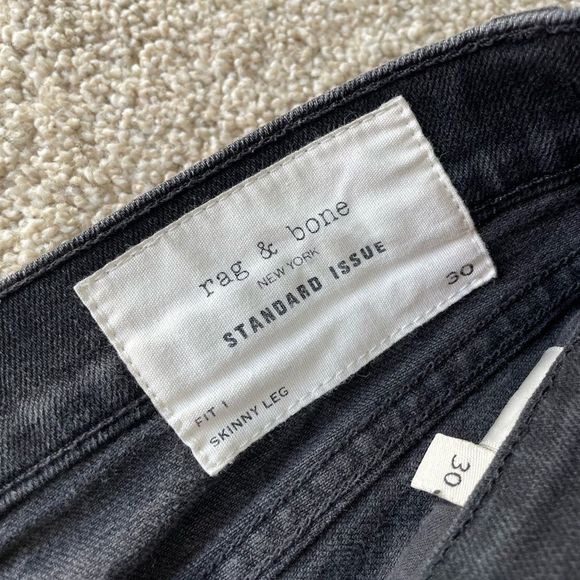 rag & bone
NEW YORK
STANDARD ISSUE
30
FIT 1
SKINNY LEG
30